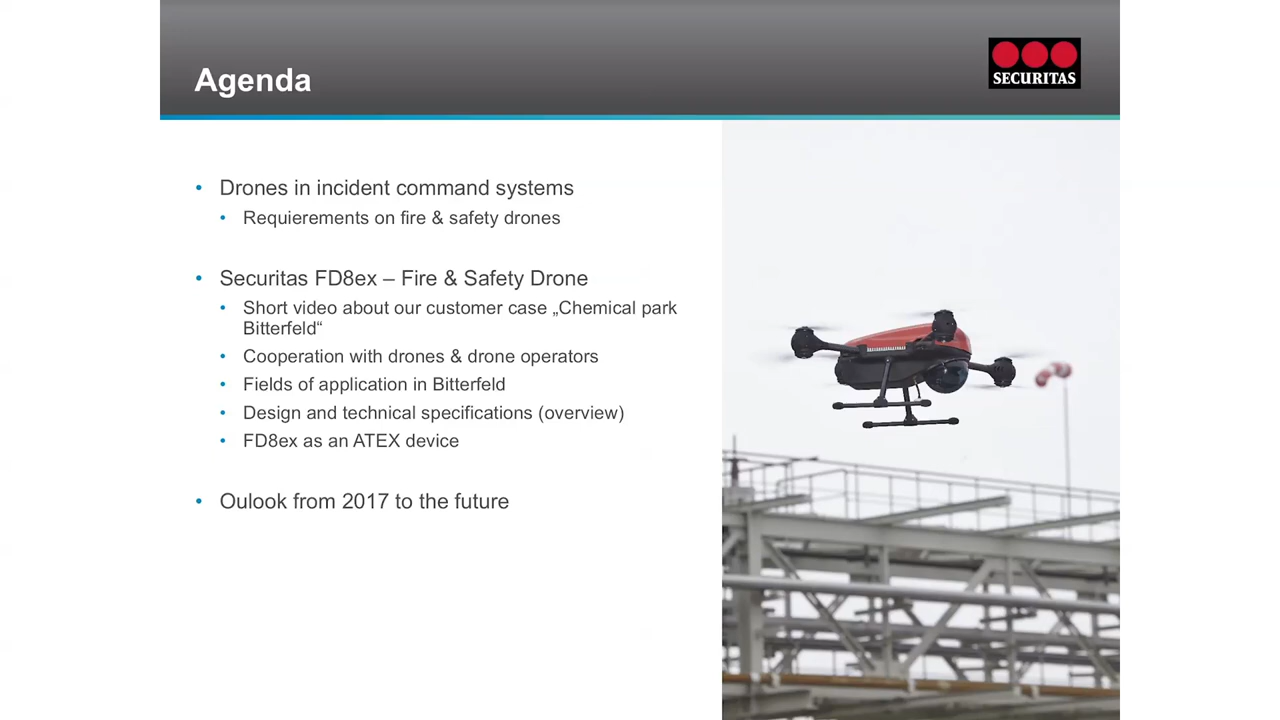 Agenda
SECURITAS
• Drones in incident command systems
• Requierements on fire & safety drones
• Securitas FD8ex – Fire & Safety Drone
• Short video about our customer case „Chemical park
Bitterfeld“
• Cooperation with drones & drone operators
• Fields of application in Bitterfeld
• Design and technical specifications (overview)
• FD8ex as an ATEX device
• Oulook from 2017 to the future